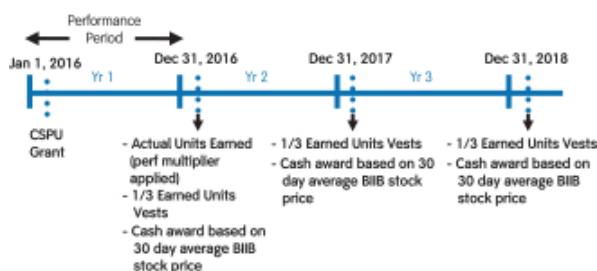 Performance
Period
Jan 1, 2016
Dec 31, 2016
Dec 31, 2017
Dec 31, 2018
Yr 1
Yr 2
Yr 3
CSPU
Grant
- Actual Units Earned
(perf multiplier
applied)
- 1/3 Earned Units
Vests
- Cash award based on
30 day average BIIB
stock price
- 1/3 Earned Units Vests
- Cash award based on 30
day average BIIB stock
price
- 1/3 Earned Units Vests
- Cash award based on
30 day average BIIB
stock price